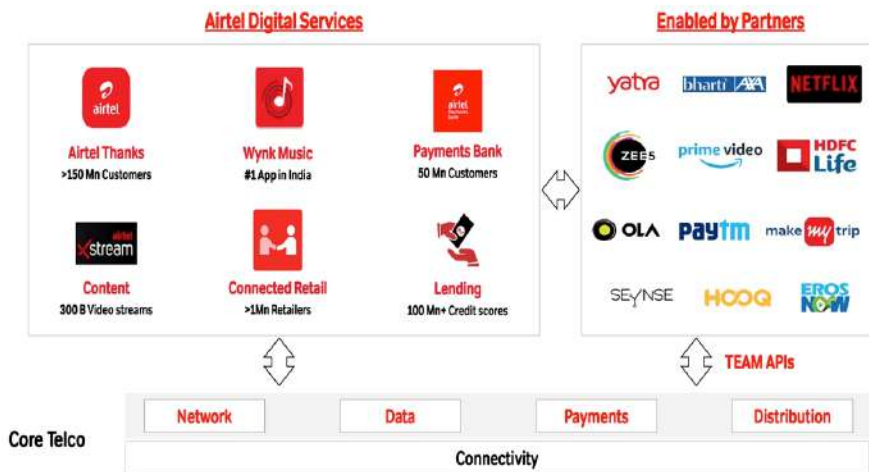 Airtel Digital Services
Enabled by Partners
airtel
Airtel Thanks
>150 Mn Customers
Wynk Music
#1 App in India
airtel
Payments Bank
50 Mn Customers
airtel
Xstream
Content
300 B Video streams
Connected Retail
>1Mn Retailers
Lending
100 Mn+ Credit scores
yatra
bharti AXA
NETFLIX
ZEE5
prime video
HDFC
Life
OLA
paytm
make my trip
SEYNSE
HOOQ
EROS
NOW
TEAM APIs
Core Telco
Network
Data
Payments
Distribution
Connectivity